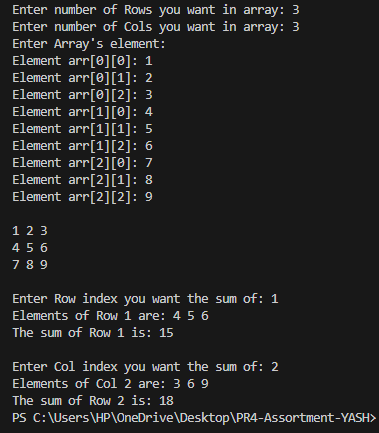 Enter number of Rows you want in array: 3
Enter number of Cols you want in array: 3
Enter Array's element:
Element arr[0][0]: 1
Element arr[0][1]: 2
Element arr[0][2]: 3
Element arr[1][0]: 4
Element arr[1][1]: 5
Element arr[1][2]: 6
Element arr[2][0]: 7
Element arr[2][1]: 8
Element arr[2][2]: 9
1 2 3
4 5 6
7 8 9
Enter Row index you want the sum of: 1
Elements of Row 1 are: 4 5 6
The sum of Row 1 is: 15
Enter Col index you want the sum of: 2
Elements of Col 2 are: 3 6 9
The sum of Row 2 is: 18
PS C:\Users\HP\OneDrive\Desktop\PR4-Assortment-YASH>